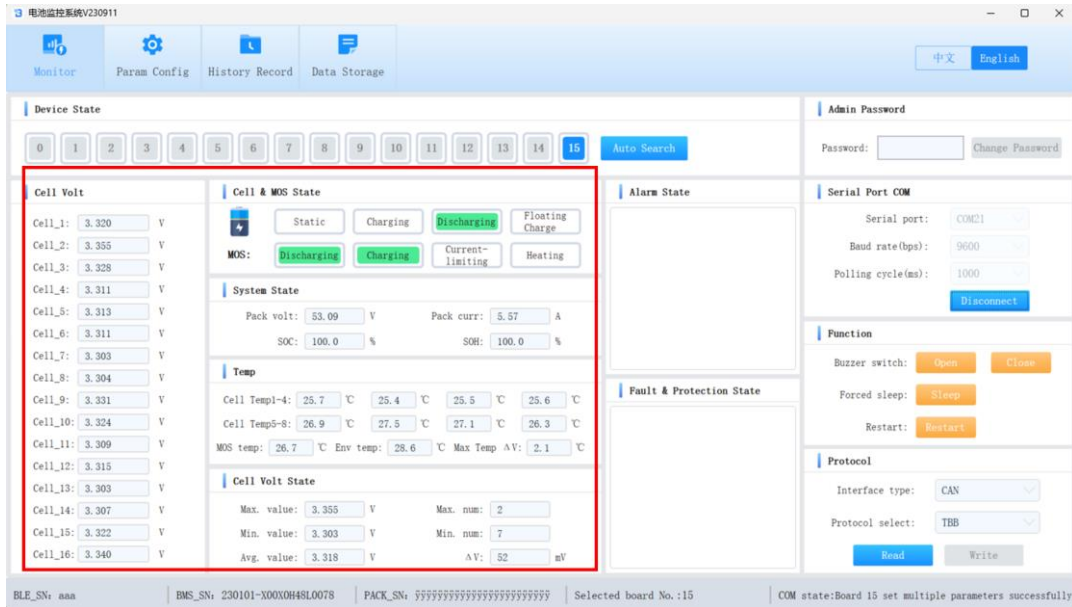 电池监控系统V230911
Monitor
Param Config
History Record
Data Storage
中文
English
Device State
0 1 2 3 4 5 6 7 8 9 10 11 12 13 14 15
Auto Search
Admin Password
Password:
Change Password
Cell Volt
Cell_1: 3.320 V
Cell_2: 3.355 V
Cell_3: 3.328 V
Cell_4: 3.311 V
Cell_5: 3.313 V
Cell_6: 3.311 V
Cell_7: 3.303 V
Cell_8: 3.304 V
Cell_9: 3.331 V
Cell_10: 3.324 V
Cell_11: 3.309 V
Cell_12: 3.315 V
Cell_13: 3.303 V
Cell_14: 3.307 V
Cell_15: 3.322 V
Cell_16: 3.340 V
Cell & MOS State
Static
Charging
Discharging
Floating
Charge
MOS:
Discharging
Charging
Current-
limiting
Heating
System State
Pack volt: 53.09 V
Pack curr: 5.57 A
SOC: 100.0 %
SOH: 100.0 %
Temp
Cell Temp1-4: 25.7 ℃ 25.4 ℃ 25.5 ℃ 25.6 ℃
Cell Temp5-8: 26.9 ℃ 27.5 ℃ 27.1 ℃ 26.3 ℃
MOS temp: 26.7 ℃ Env temp: 28.6 ℃ Max Temp ΔV: 2.1 ℃
Cell Volt State
Max. value: 3.355 V
Max. num: 2
Min. value: 3.303 V
Min. num: 7
Avg. value: 3.318 V
ΔV: 52 mV
Alarm State
Fault & Protection State
Serial Port COM
Serial port: COM21
Baud rate(bps): 9600
Polling cycle(ms): 1000
Disconnect
Function
Buzzer switch: Open Close
Forced sleep: Sleep
Restart: Restart
Protocol
Interface type: CAN
Protocol select: TBB
Read
Write
BLE_SN: aaa
BMS_SN: 230101-X00X0H48L0078
PACK_SN: ÿÿÿÿÿÿÿÿÿÿÿÿÿÿÿÿÿÿÿÿÿÿÿÿ
Selected board No.:15
COM state:Board 15 set multiple parameters successfully